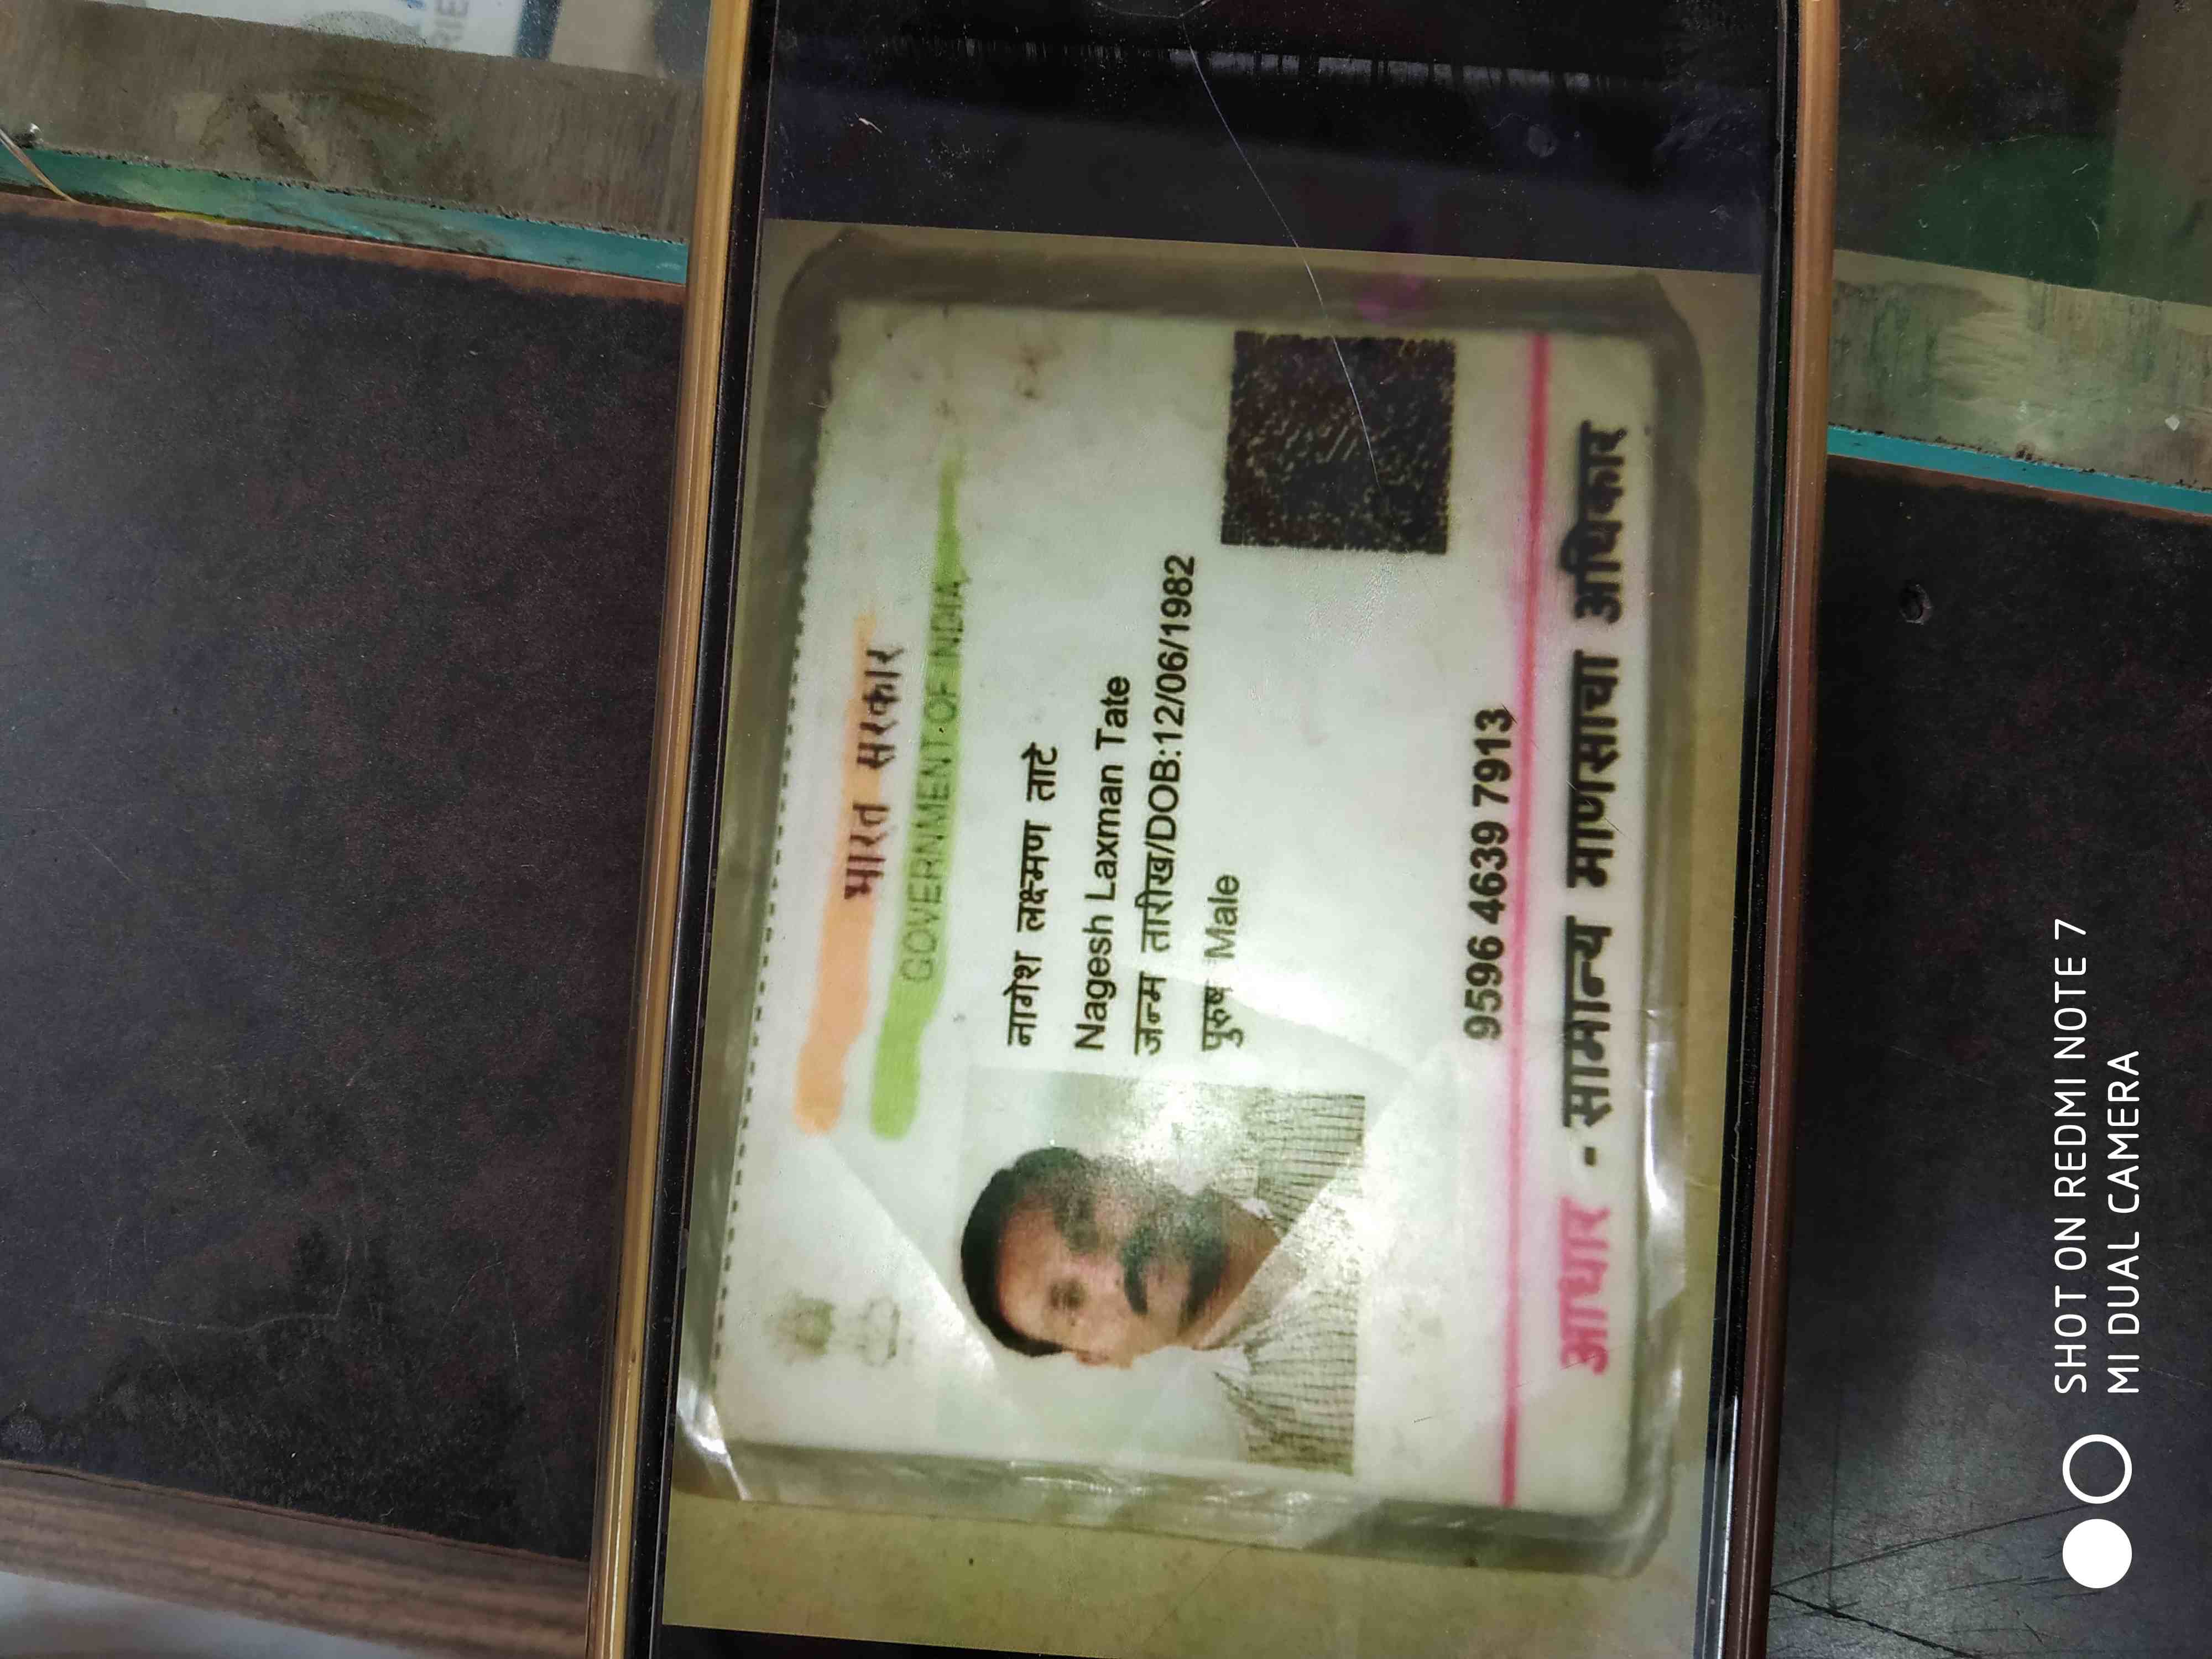 भारत सरकार
GOVERNMENT OF INDIA
नागेश लक्ष्मण ताटे
Nagesh Laxman Tate
जन्म तारीख/DOB:12/06/1982
पुरुष Male
9596 4639 7913
आधार - सामान्य माणसाचा अधिकार
SHOT ON REDMI NOTE 7
MI DUAL CAMERA